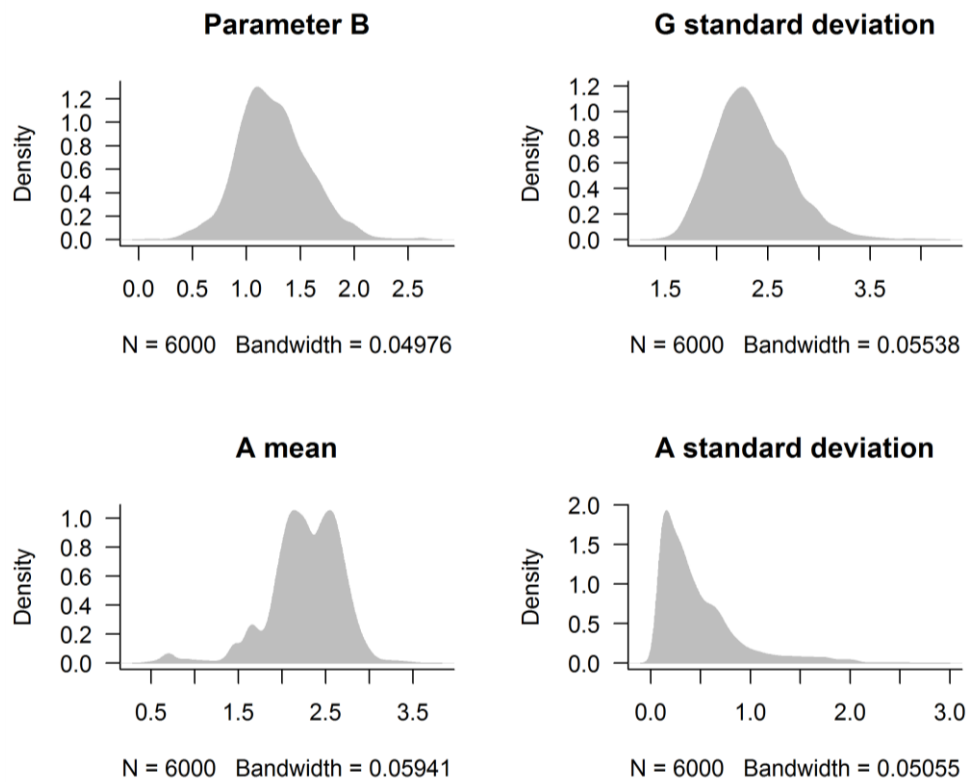 Parameter B
Density
0.0 0.2 0.4 0.6 0.8 1.0 1.2
0.0 0.5 1.0 1.5 2.0 2.5
N = 6000 Bandwidth = 0.04976
G standard deviation
Density
0.0 0.2 0.4 0.6 0.8 1.0 1.2
1.5 2.5 3.5
N = 6000 Bandwidth = 0.05538
A mean
Density
0.0 0.2 0.4 0.6 0.8 1.0
0.5 1.5 2.5 3.5
N = 6000 Bandwidth = 0.05941
A standard deviation
Density
0.0 0.5 1.0 1.5 2.0
0.0 1.0 2.0 3.0
N = 6000 Bandwidth = 0.05055